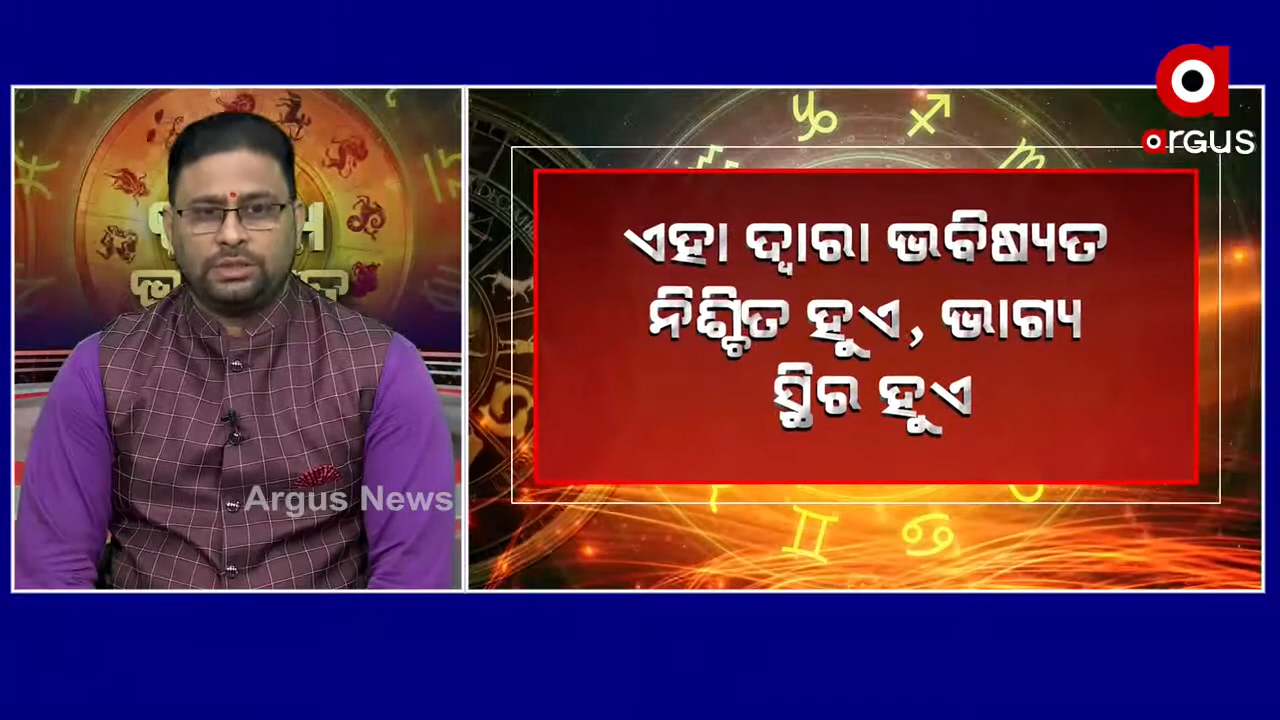 argus
ଏହା ଦ୍ୱାରା ଭବିଷ୍ୟତ
ନିଶ୍ଚିତ ହୁଏ, ଭାଗ୍ୟ
ସ୍ଥିର ହୁଏ
Argus News